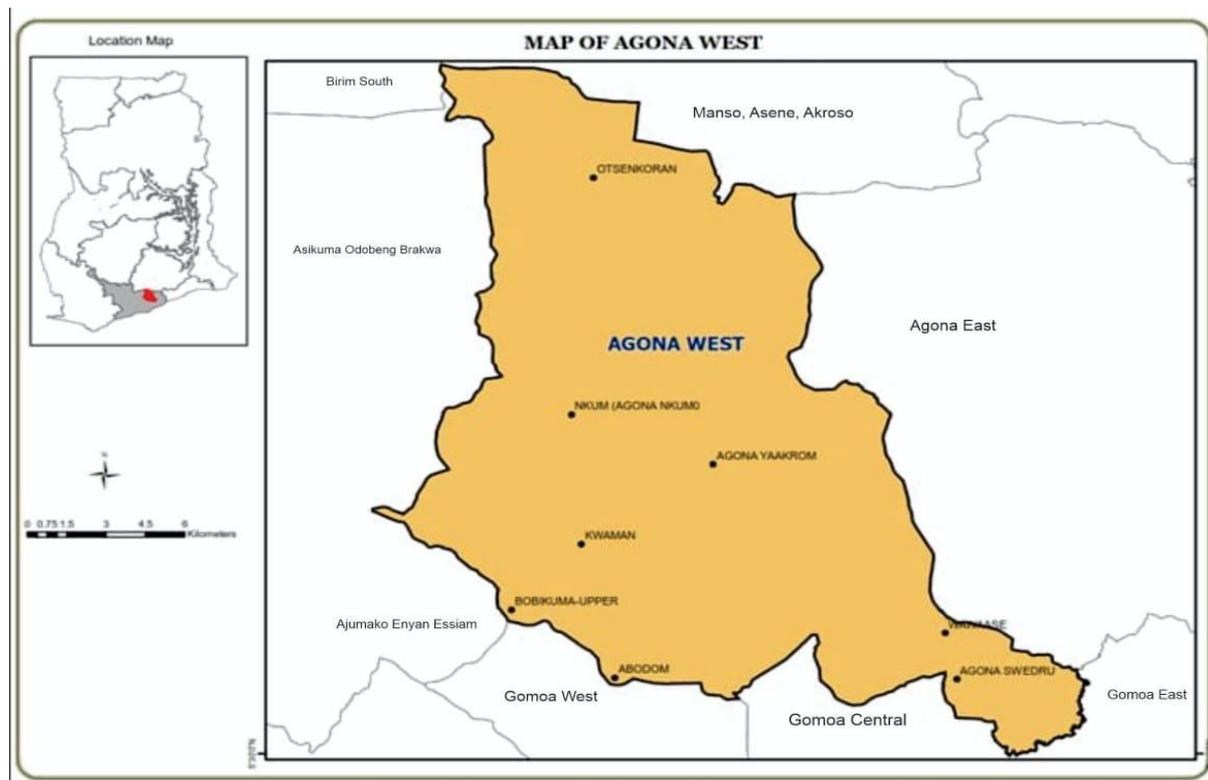 Location Map
MAP OF AGONA WEST
Birim South
Manso, Asene, Akroso
OTSENKORAN
Asikuma Odobeng Brakwa
Agona East
AGONA WEST
NKUM (AGONA NKUM0
AGONA YAAKROM
N
0 0.75 1.5 3 4.5 6
Kilometers
KWAMAN
BOBIKUMA-UPPER
Ajumako Enyan Essiam
ABODOM
AGONA SWEDRU
Gomoa West
Gomoa East
Gomoa Central